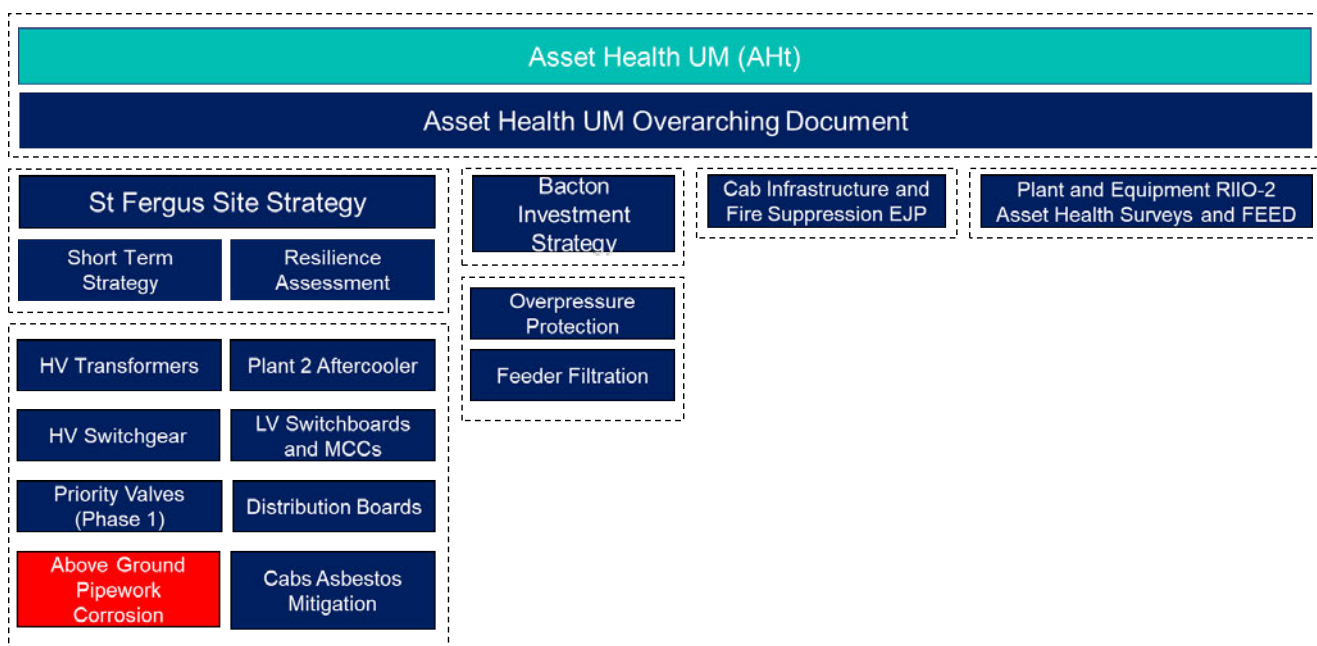 Asset Health UM (AHt)
Asset Health UM Overarching Document
St Fergus Site Strategy
Short Term
Strategy
Resilience
Assessment
HV Transformers
Plant 2 Aftercooler
HV Switchgear
LV Switchboards
and MCCs
Priority Valves
(Phase 1)
Distribution Boards
Above Ground
Pipework
Corrosion
Cabs Asbestos
Mitigation
Bacton
Investment
Strategy
Overpressure
Protection
Feeder Filtration
Cab Infrastructure and
Fire Suppression EJP
Plant and Equipment RIIO-2
Asset Health Surveys and FEED